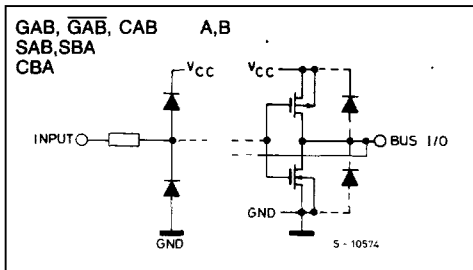 GAB, GAB, CAB A,B
SAB,SBA
CBA
VCC VCC
INPUT BUS I/O
GND
GND
S-10574